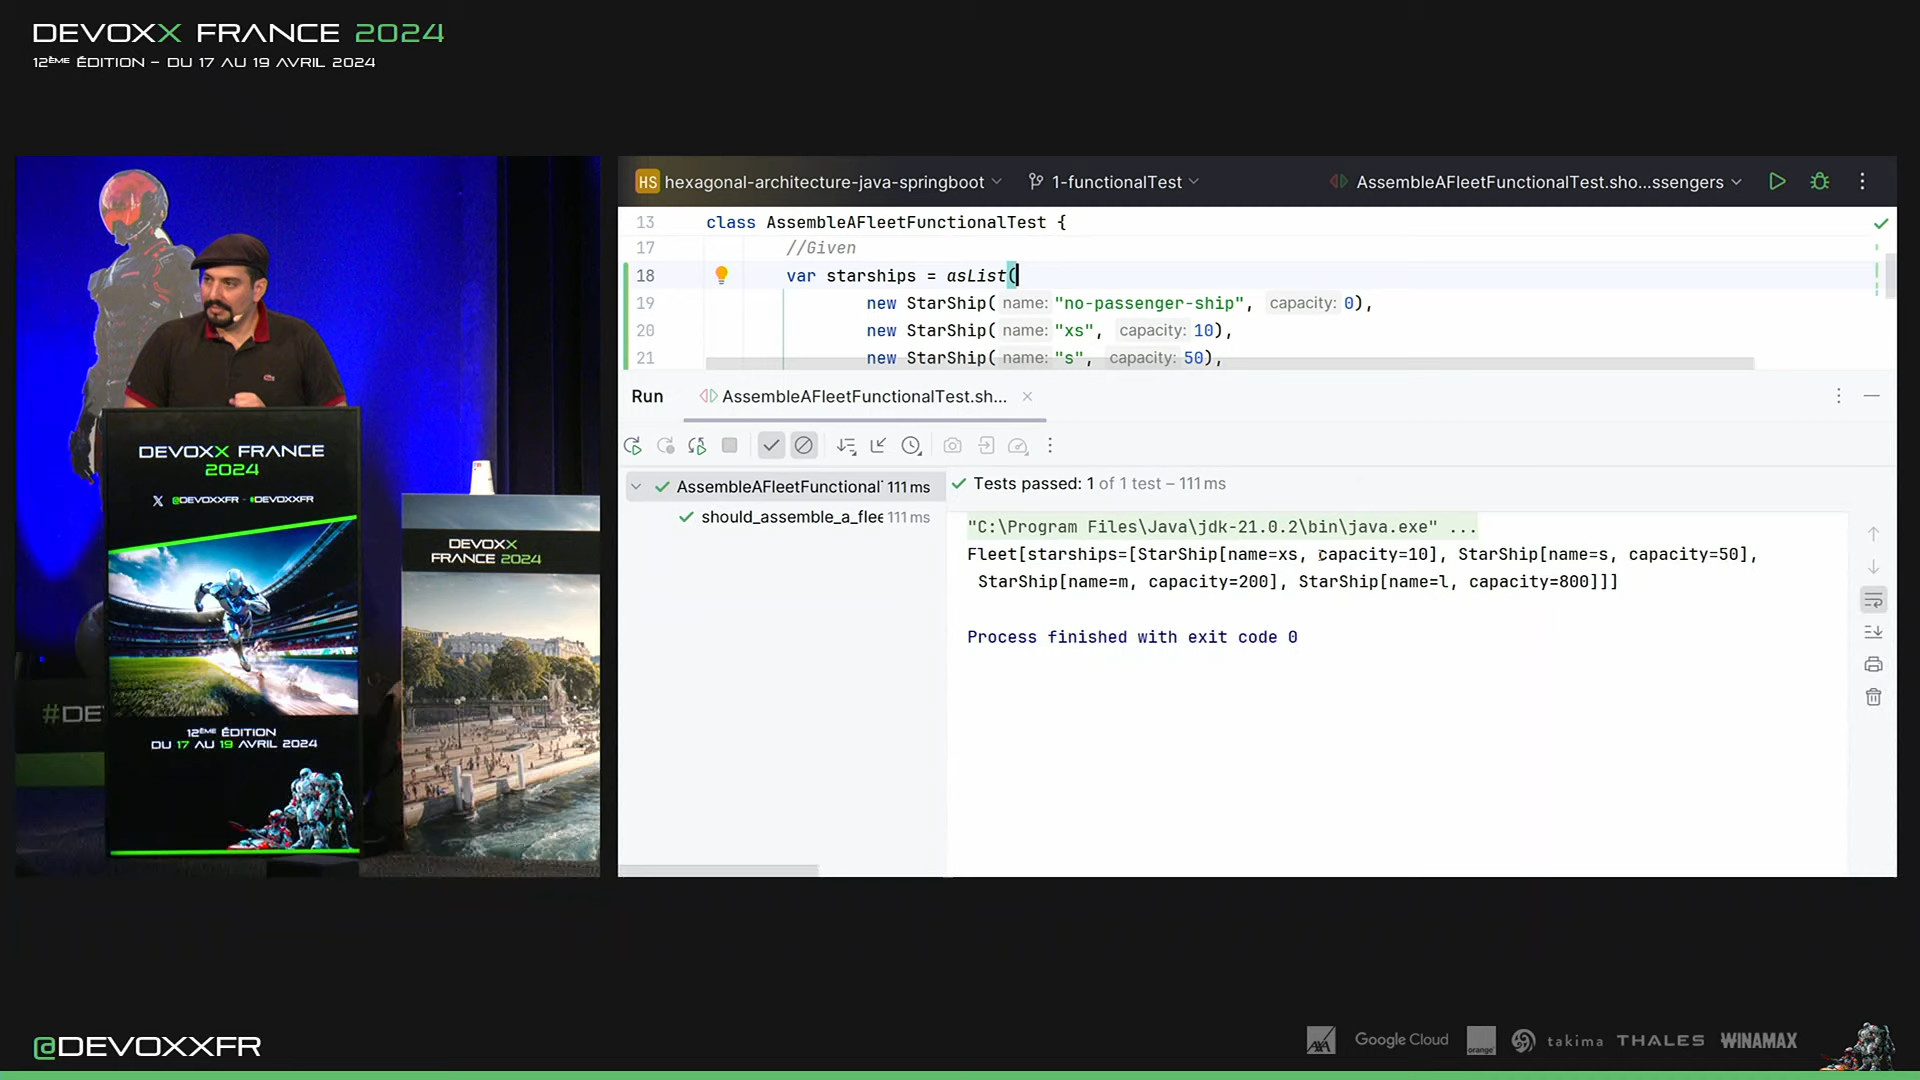 DEVOXX FRANCE 2024
12ÈME ÉDITION - DU 17 AU 19 AVRIL 2024
DEVOXX FRANCE
2024
@DEVOXXFR - #DEVOXXFR
12ÈME ÉDITION
DU 17 AU 19 AVRIL 2024
#DE
DEVOXX
FRANCE 2024
HS hexagonal-architecture-java-springboot 1-functionalTest AssembleAFleetFunctionalTest.sho...ssengers
13 class AssembleAFleetFunctionalTest {
17 //Given
18 var starships = asList(
19 new StarShip( name: "no-passenger-ship", capacity: 0),
20 new StarShip( name: "xs", capacity: 10),
21 new StarShip( name: "s", capacity: 50),
Run AssembleAFleetFunctionalTest.sh...
AssembleAFleetFunctional 111 ms
should_assemble_a_flee 111 ms
Tests passed: 1 of 1 test – 111 ms
"C:\Program Files\Java\jdk-21.0.2\bin\java.exe" ...
Fleet[starships=[StarShip[name=xs, capacity=10], StarShip[name=s, capacity=50],
StarShip[name=m, capacity=200], StarShip[name=l, capacity=800]]]
Process finished with exit code 0
@DEVOXXFR
AXA Google Cloud orange takima THALES WINAMAX